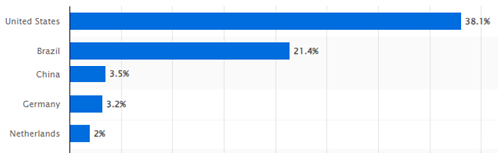 United States 38.1%
Brazil 21.4%
China 3.5%
Germany 3.2%
Netherlands 2%